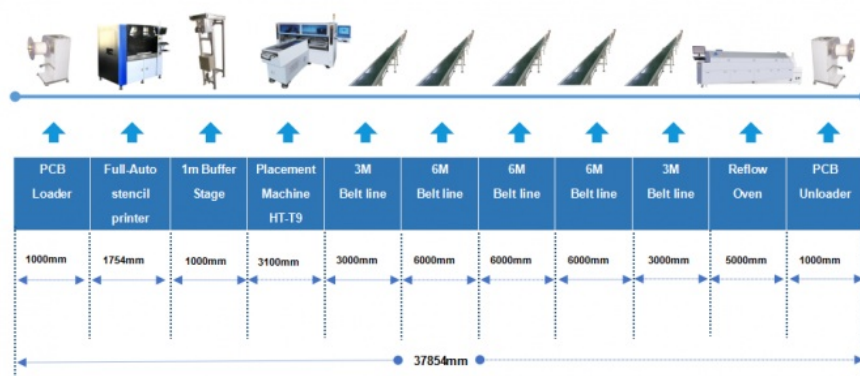 PCB
Loader
Full-Auto
stencil
printer
1m Buffer
Stage
Placement
Machine
HT-T9
3M
Belt line
6M
Belt line
6M
Belt line
6M
Belt line
3M
Belt line
Reflow
Oven
PCB
Unloader
1000mm
1754mm
1000mm
3100mm
3000mm
6000mm
6000mm
6000mm
3000mm
5000mm
1000mm
37854mm